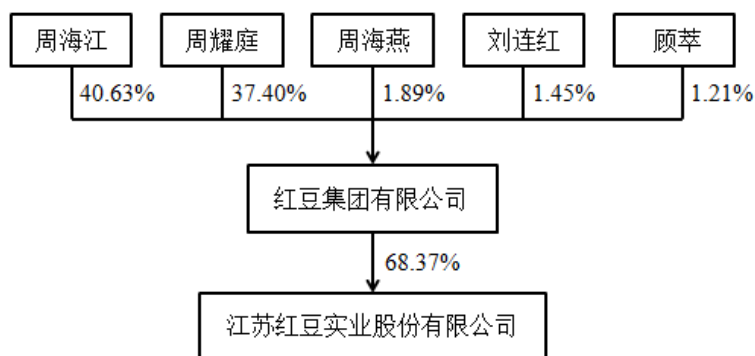 周海江 周耀庭 周海燕 刘连红 顾萃
40.63% 37.40% 1.89% 1.45% 1.21%
红豆集团有限公司
68.37%
江苏红豆实业股份有限公司